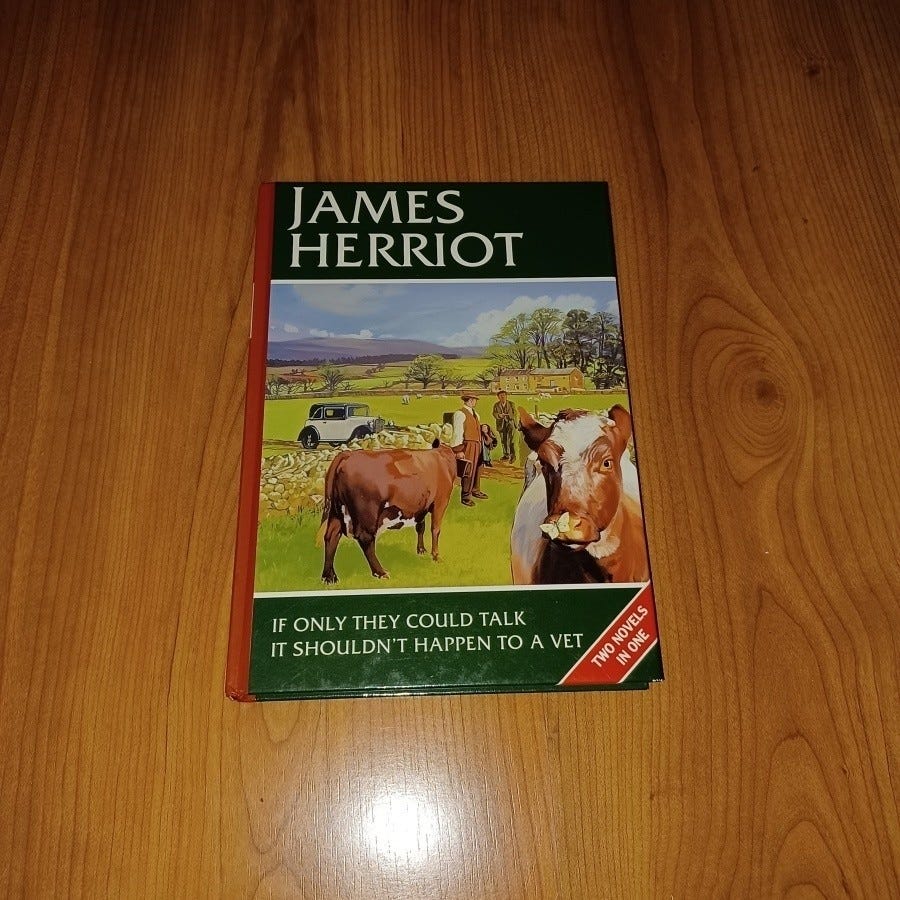 JAMES
HERRIOT
IF ONLY THEY COULD TALK
IT SHOULDN'T HAPPEN TO A VET
TWO NOVELS
IN ONE